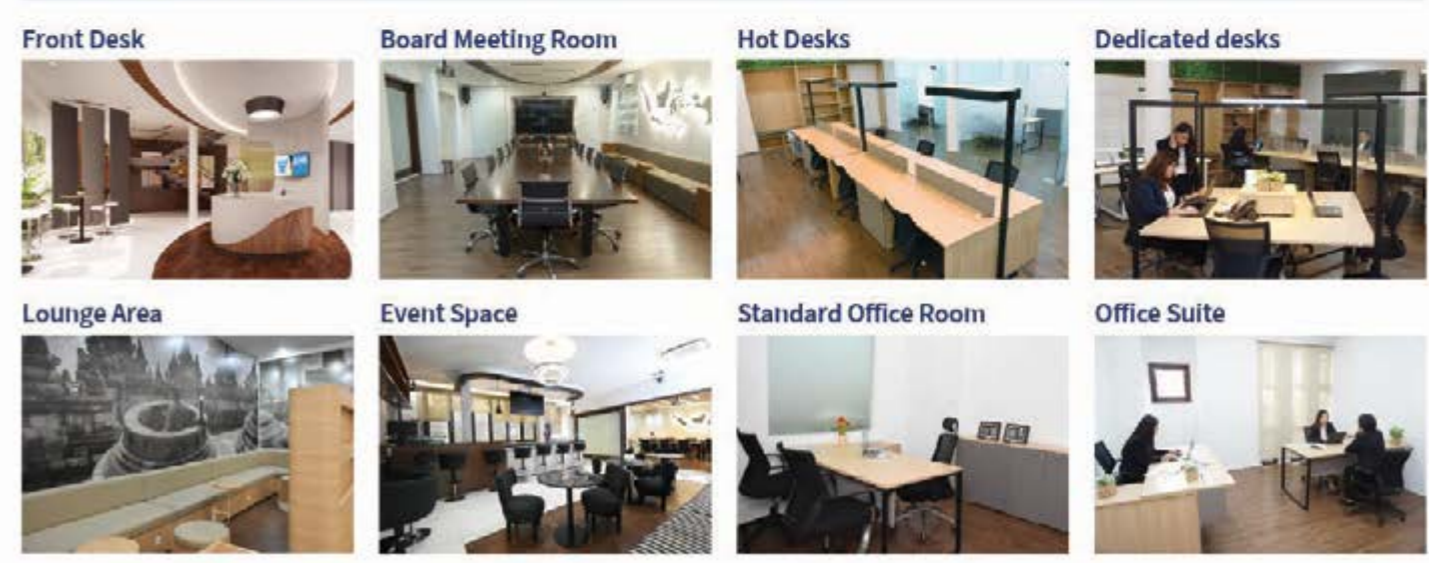 Front Desk
Board Meeting Room
Hot Desks
Dedicated desks
Lounge Area
Event Space
Standard Office Room
Office Suite